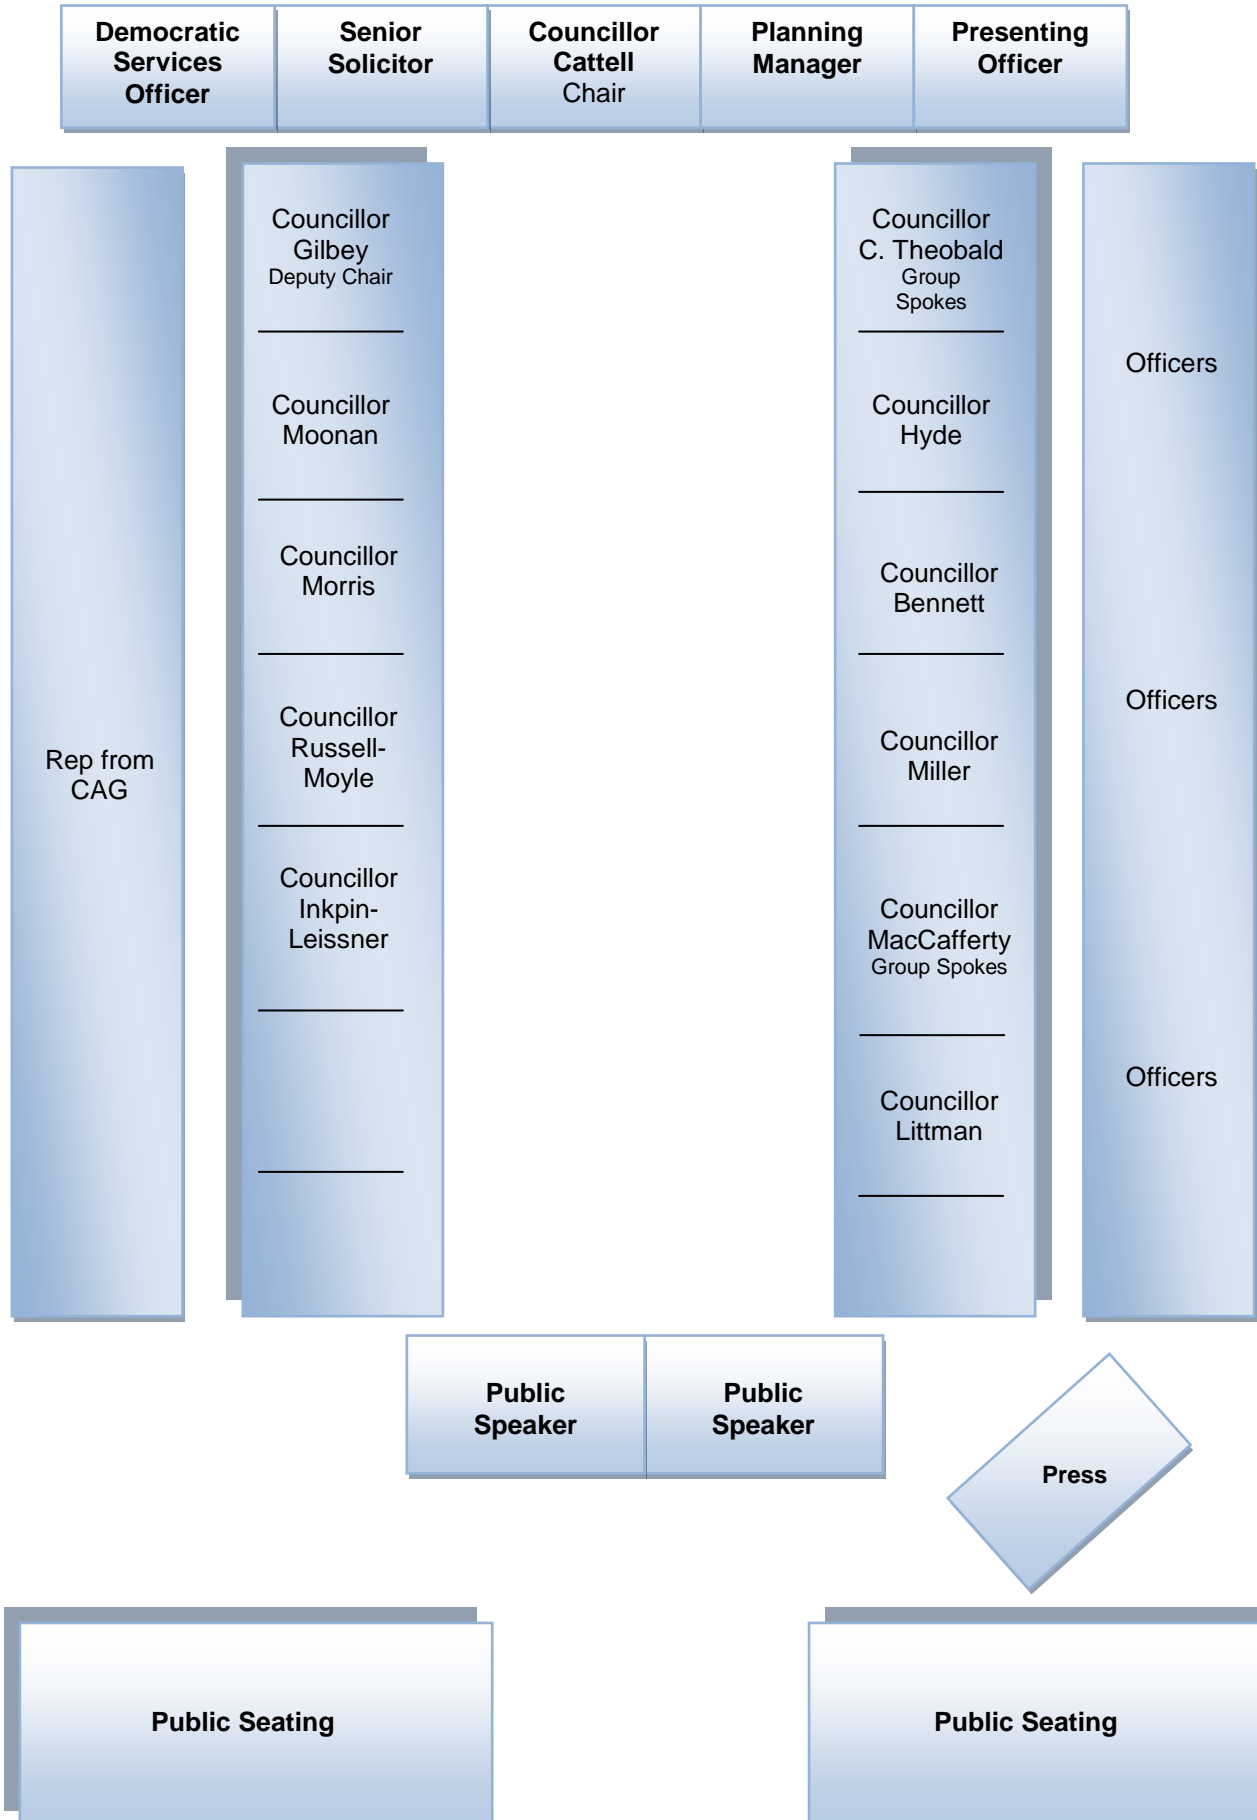 Democratic
Services
Officer
Senior
Solicitor
Councillor
Cattell
Chair
Planning
Manager
Presenting
Officer
Rep from
CAG
Councillor
Gilbey
Deputy Chair
Councillor
Moonan
Councillor
Morris
Councillor
Russell-
Moyle
Councillor
Inkpin-
Leissner
Councillor
C. Theobald
Group
Spokes
Councillor
Hyde
Councillor
Bennett
Councillor
Miller
Councillor
MacCafferty
Group Spokes
Councillor
Littman
Officers
Officers
Officers
Public
Speaker
Public
Speaker
Press
Public Seating
Public Seating